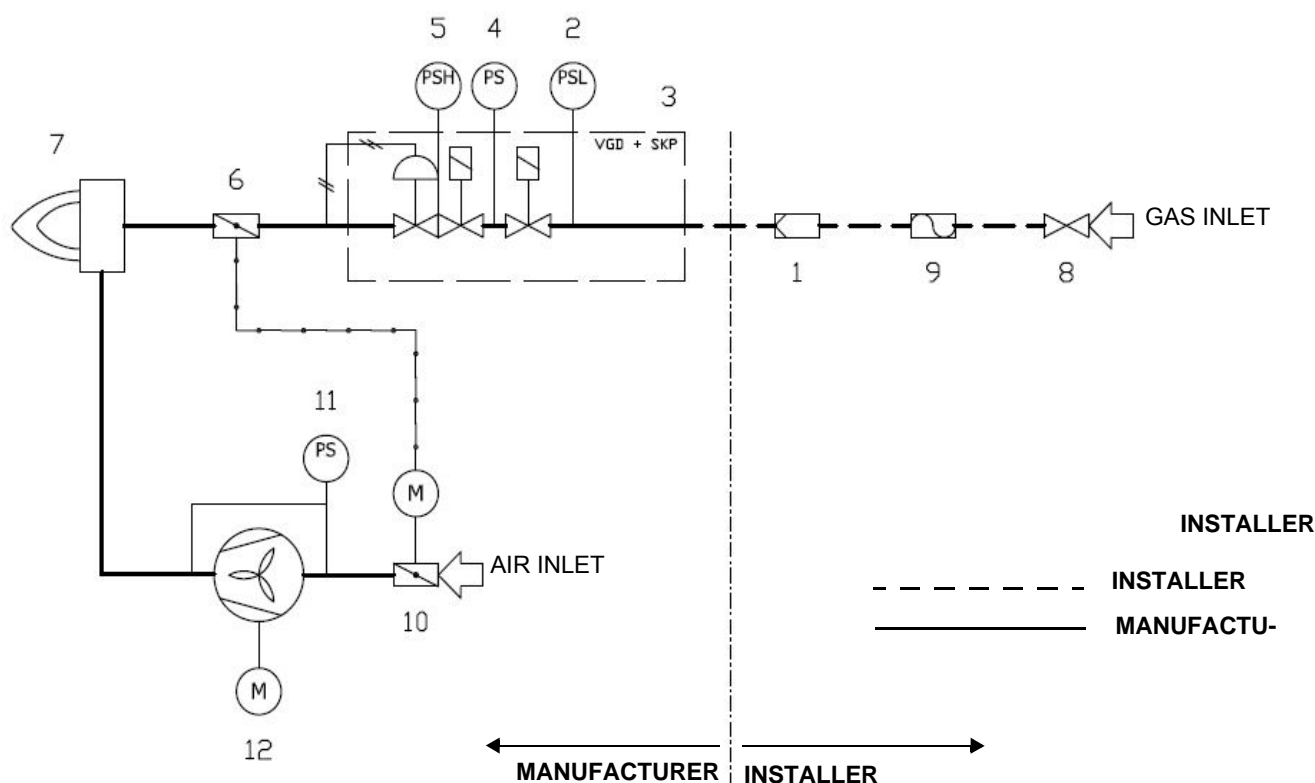 5 4 2
PSH PS PSL
3
7
VGD + SKP
6
GAS INLET
1 9 8
11
PS
M
INSTALLER
AIR INLET
INSTALLER
10
MANUFACTU-
M
12
MANUFACTURER INSTALLER